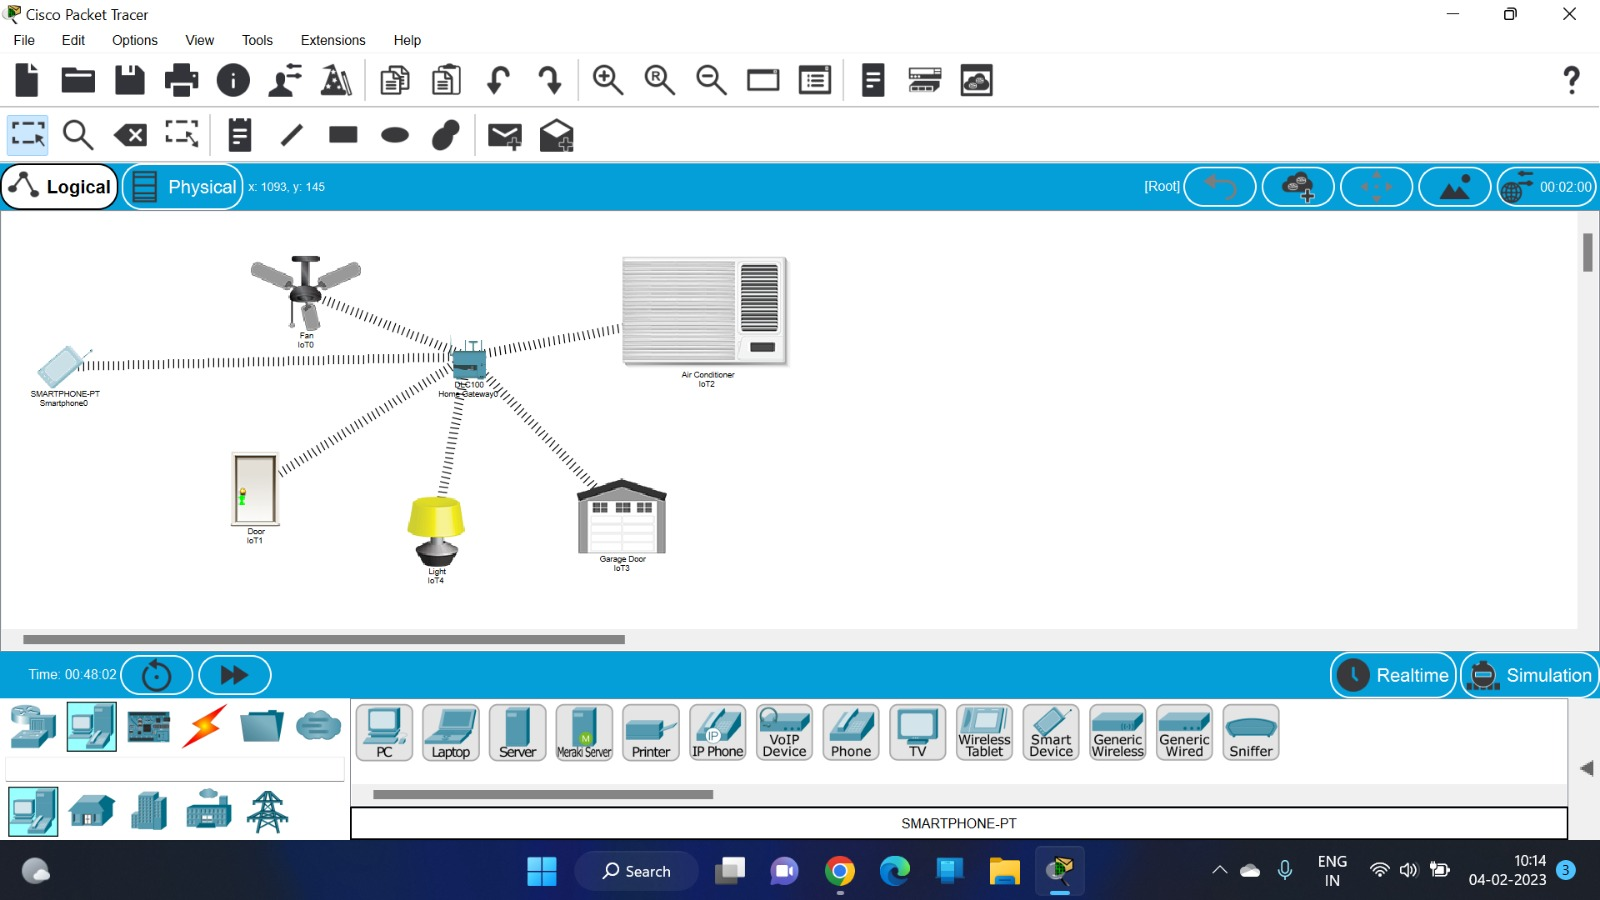 Cisco Packet Tracer
File Edit Options View Tools Extensions Help
R
?
Logical Physical x: 1093, y: 145 [Root] 00:02:00
Fan
IoT0
SMARTPHONE-PT
Smartphone0
DLC100
Home Gateway0
Air Conditioner
IoT2
Door
IoT1
Light
IoT4
Garage Door
IoT3
Time: 00:48:02 Realtime Simulation
PC Laptop Server Meraki Server Printer IP Phone VoIP Device Phone TV Wireless Tablet Smart Device Generic Wireless Generic Wired Sniffer
SMARTPHONE-PT
Search
ENG
IN
10:14
04-02-2023
3